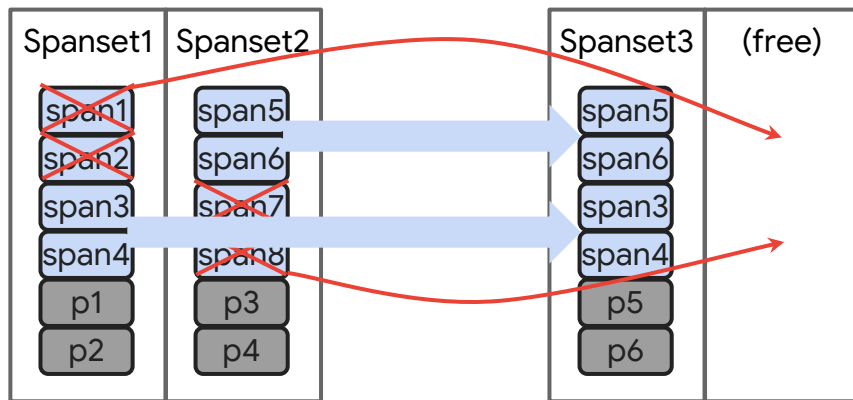 Spanset1
Spanset2
Spanset3
(free)
span1
span2
span3
span4
p1
p2
span5
span6
span7
span8
p3
p4
span5
span6
span3
span4
p5
p6